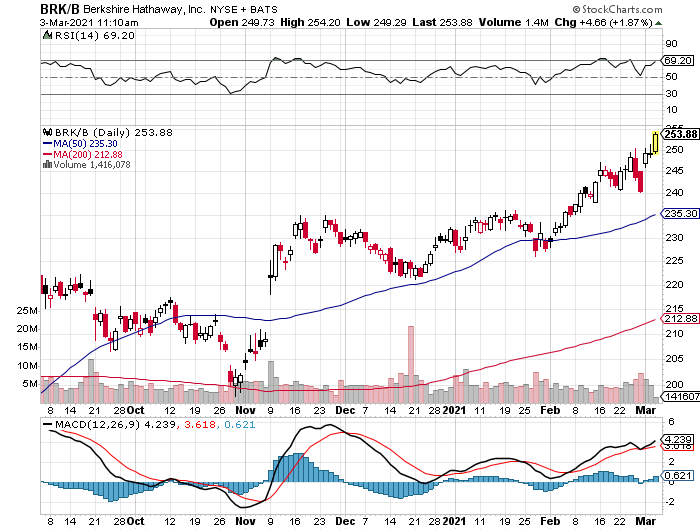 BRK/B Berkshire Hathaway, Inc. NYSE + BATS © StockCharts.com
3-Mar-2021 11:10am Open 249.73 High 254.20 Low 249.29 Last 253.88 Volume 1.4M Chg +4.66 (+1.87%)
RSI(14) 69.20
90
69.20
50
30
10
BRK/B (Daily) 253.88
MA(50) 235.30
MA(200) 212.88
Volume 1,416,078
255
253.88
250
245
240
235.30
230
225
220
215
212.88
205
200
141607
25M
20M
15M
10M
5M
8 14 21 28 Oct 12 19 26 Nov 9 16 23 Dec 7 14 21 28 2021 11 19 25 Feb 8 16 22 Mar
MACD(12,26,9) 4.239, 3.618, 0.621
6
4.239
3.618
2
0.621
0
-2
8 14 21 28 Oct 12 19 26 Nov 9 16 23 Dec 7 14 21 28 2021 11 19 25 Feb 8 16 22 Mar